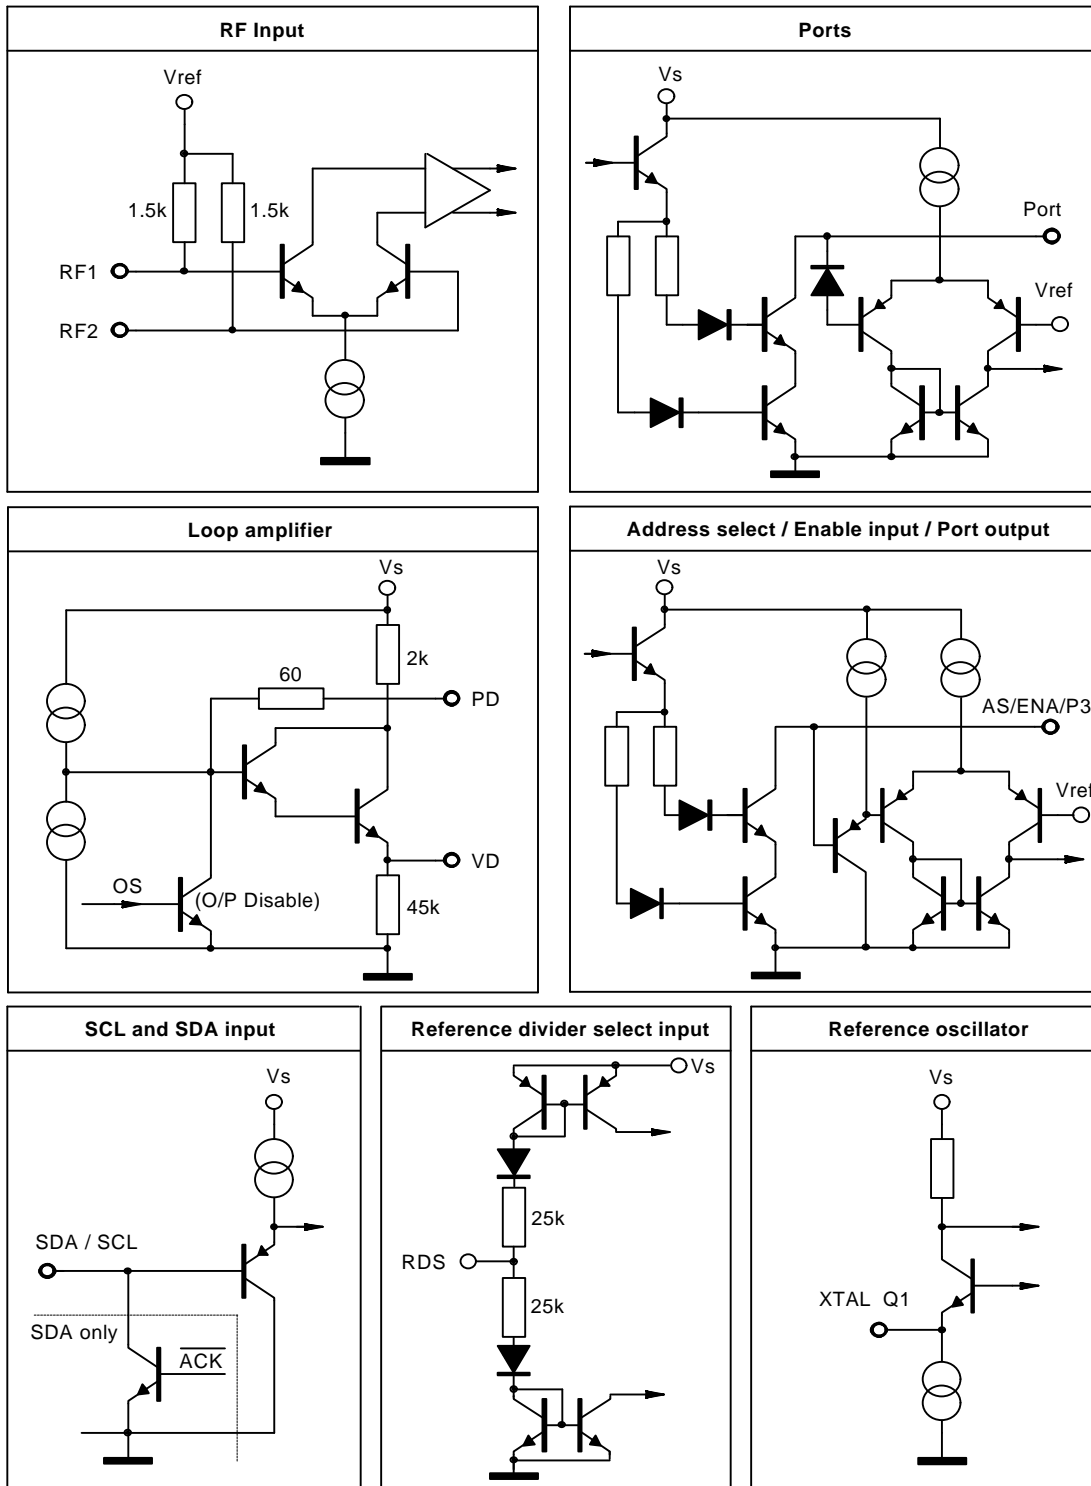 RF Input
Vref
1.5k
1.5k
RF1
RF2
Ports
Vs
Port
Vref
Loop amplifier
Vs
2k
60
PD
VD
OS
(O/P Disable)
45k
Address select / Enable input / Port output
Vs
AS/ENA/P3
Vref
SCL and SDA input
Vs
SDA / SCL
SDA only
ACK
Reference divider select input
Vs
25k
RDS
25k
Reference oscillator
Vs
XTAL Q1